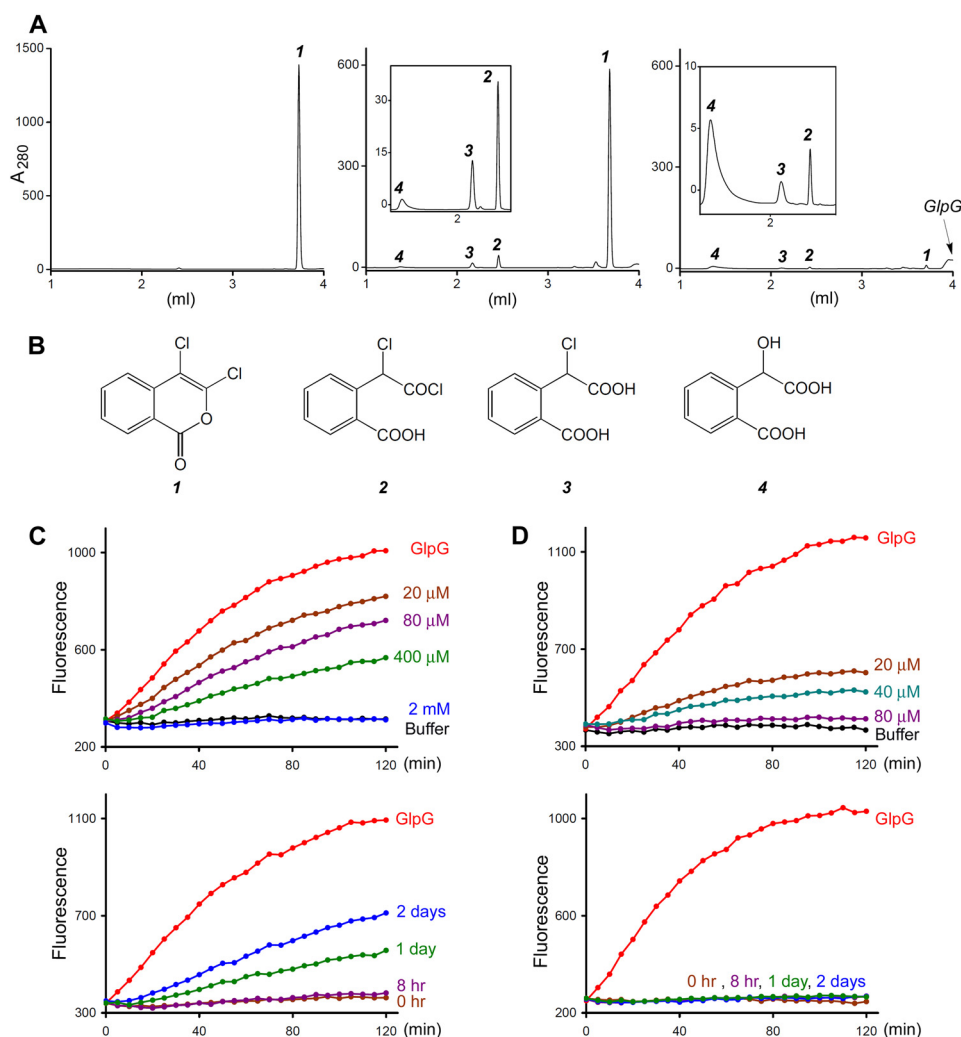 A
1500
1000
500
0
A280
1
1
2
3
4
(ml)
600
300
0
30
15
0
4
3
2
2
1
4
3
2
1
2
3
4
(ml)
600
300
0
10
5
0
4
3
2
2
GlpG
4
3
2
1
1
2
3
4
(ml)
B
Cl
Cl
O
O
1
Cl
COCl
COOH
2
Cl
COOH
COOH
3
OH
COOH
COOH
4
C
Fluorescence
1000
600
200
GlpG
20 μM
80 μM
400 μM
2 mM
Buffer
0
40
80
120
(min)
D
Fluorescence
1100
700
300
GlpG
20 μM
40 μM
80 μM
Buffer
0
40
80
120
(min)
Fluorescence
1100
700
300
GlpG
2 days
1 day
8 hr
0 hr
0
40
80
120
(min)
Fluorescence
1000
600
200
GlpG
0 hr , 8 hr, 1 day, 2 days
0
40
80
120
(min)